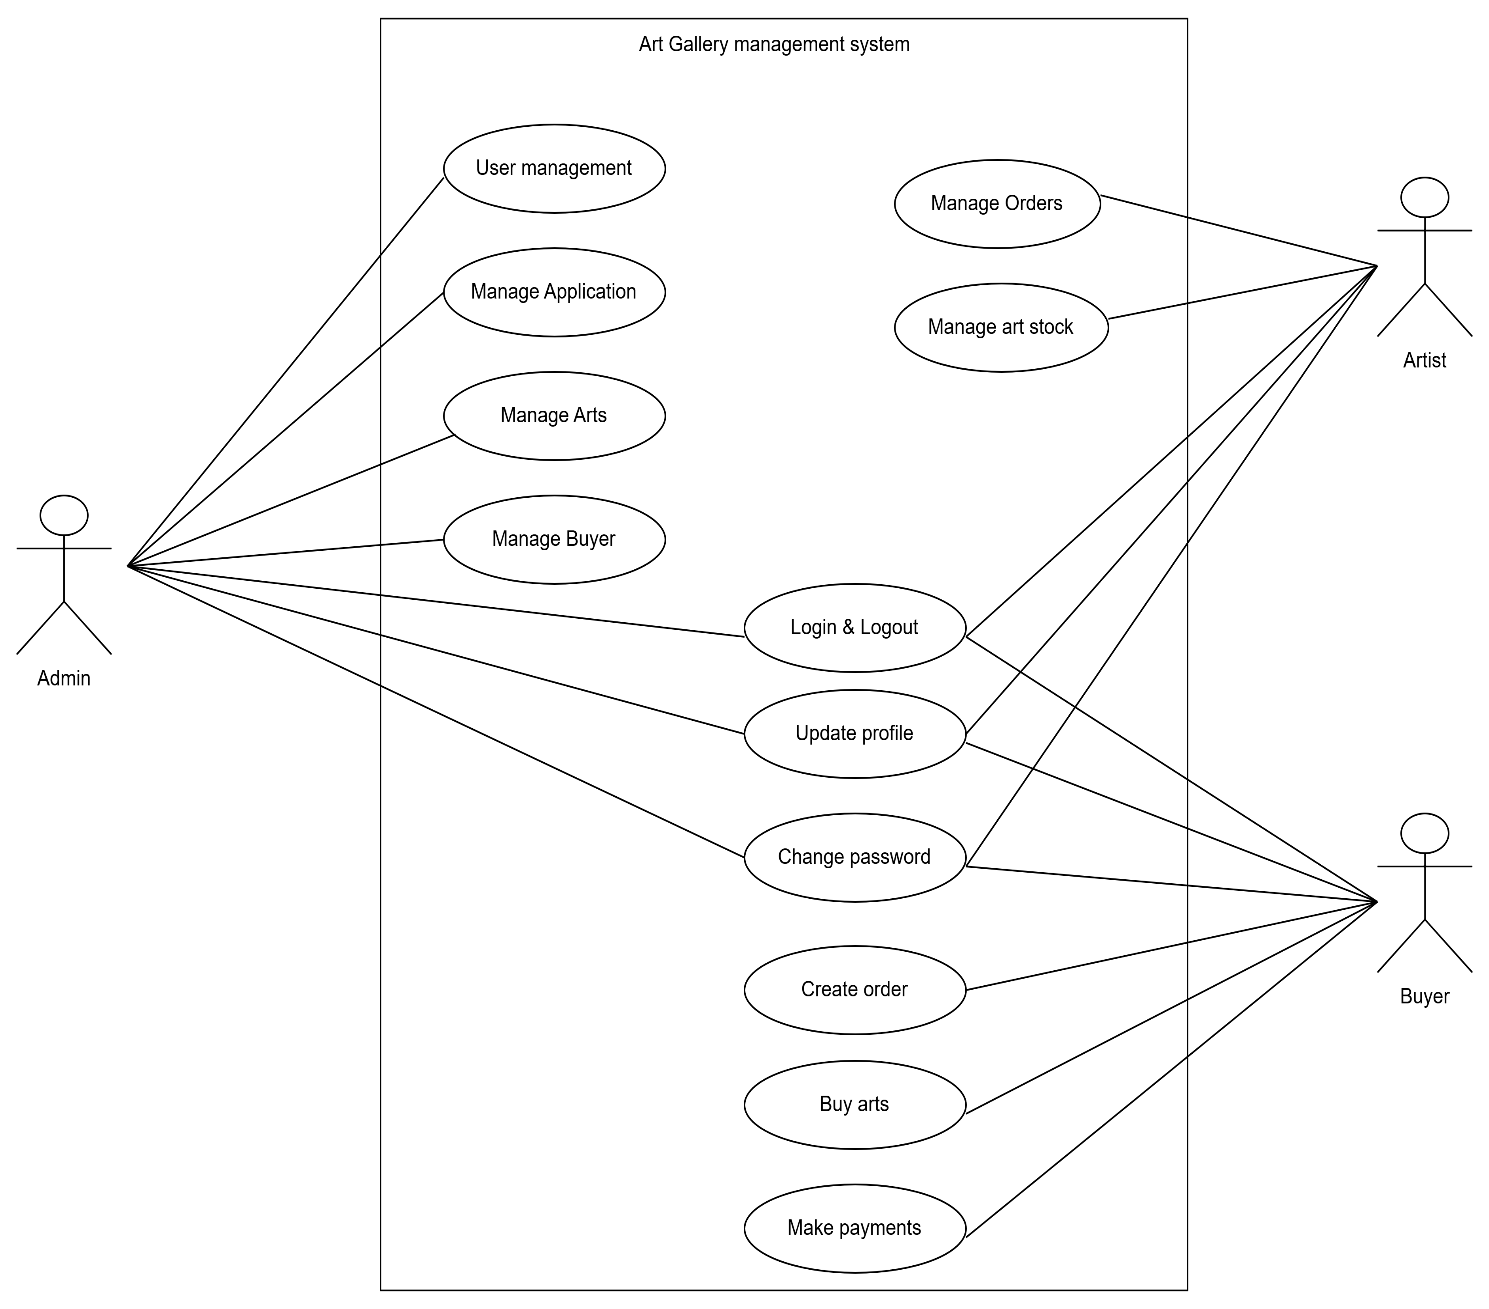 Art Gallery management system
User management
Manage Orders
Manage Application
Manage art stock
Artist
Manage Arts
Manage Buyer
Login & Logout
Admin
Update profile
Change password
Create order
Buyer
Buy arts
Make payments